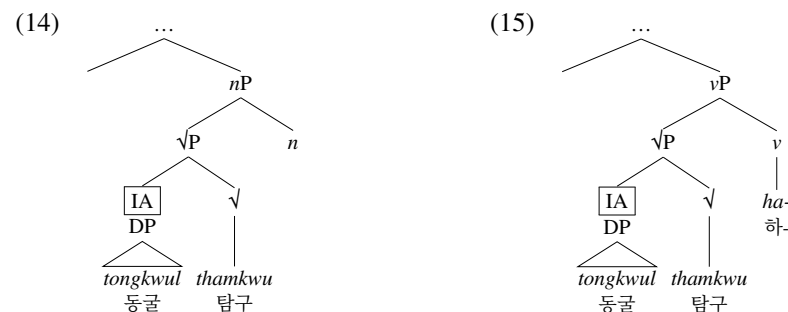 (14) (15)
… …
nP vP
√P n √P v
IA √ IA √ ha-
DP DP 하-
tongkwul thamkwu tongkwul thamkwu
동굴 탐구 동굴 탐구